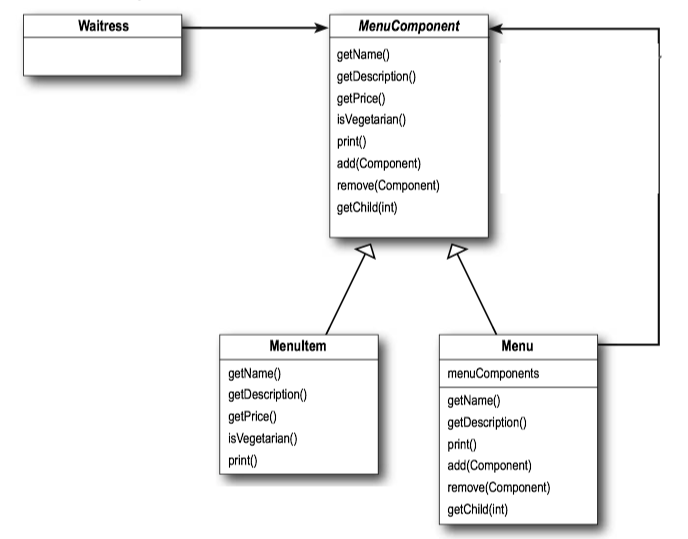 Waitress
MenuComponent
getName()
getDescription()
getPrice()
isVegetarian()
print()
add(Component)
remove(Component)
getChild(int)
MenuItem
getName()
getDescription()
getPrice()
isVegetarian()
print()
Menu
menuComponents
getName()
getDescription()
print()
add(Component)
remove(Component)
getChild(int)